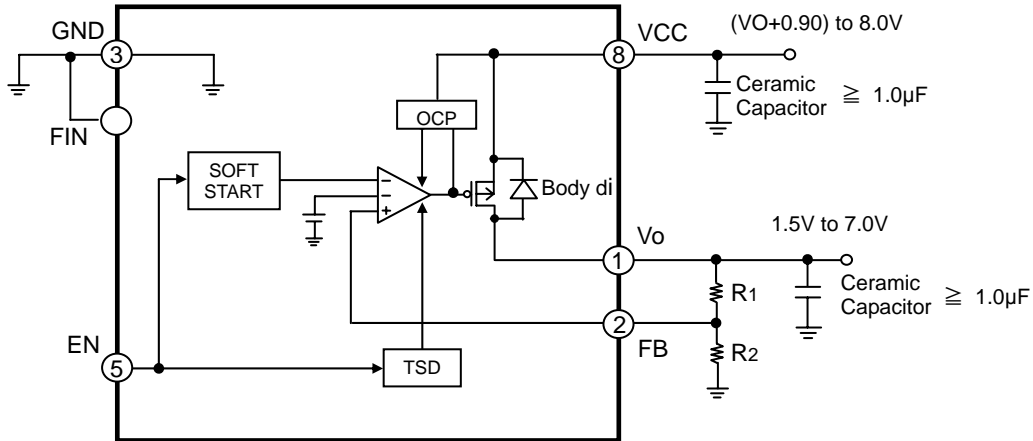 GND
3
FIN
SOFT
START
EN
5
OCP
TSD
Body di
VCC
8
(VO+0.90) to 8.0V
Ceramic
Capacitor ≧ 1.0µF
Vo
1
1.5V to 7.0V
Ceramic
Capacitor ≧ 1.0µF
R1
2
FB
R2